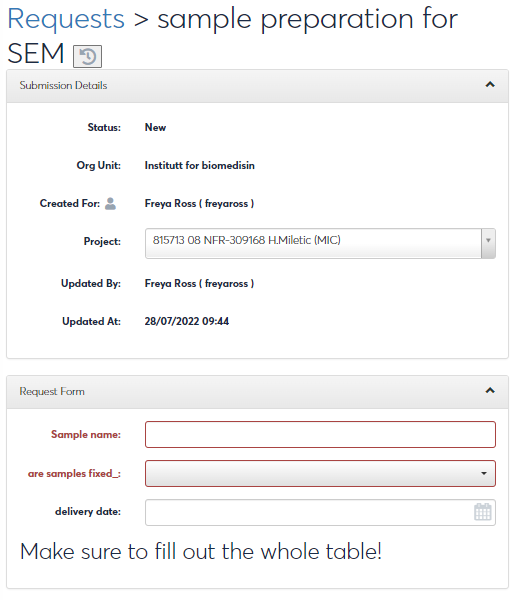 Requests > sample preparation for
SEM
Submission Details
Status: New
Org Unit: Institutt for biomedisin
Created For: Freya Ross ( freyaross )
Project: 815713 08 NFR-309168 H.Miletic (MIC)
Updated By: Freya Ross ( freyaross )
Updated At: 28/07/2022 09:44
Request Form
Sample name:
are samples fixed_:
delivery date:
Make sure to fill out the whole table!